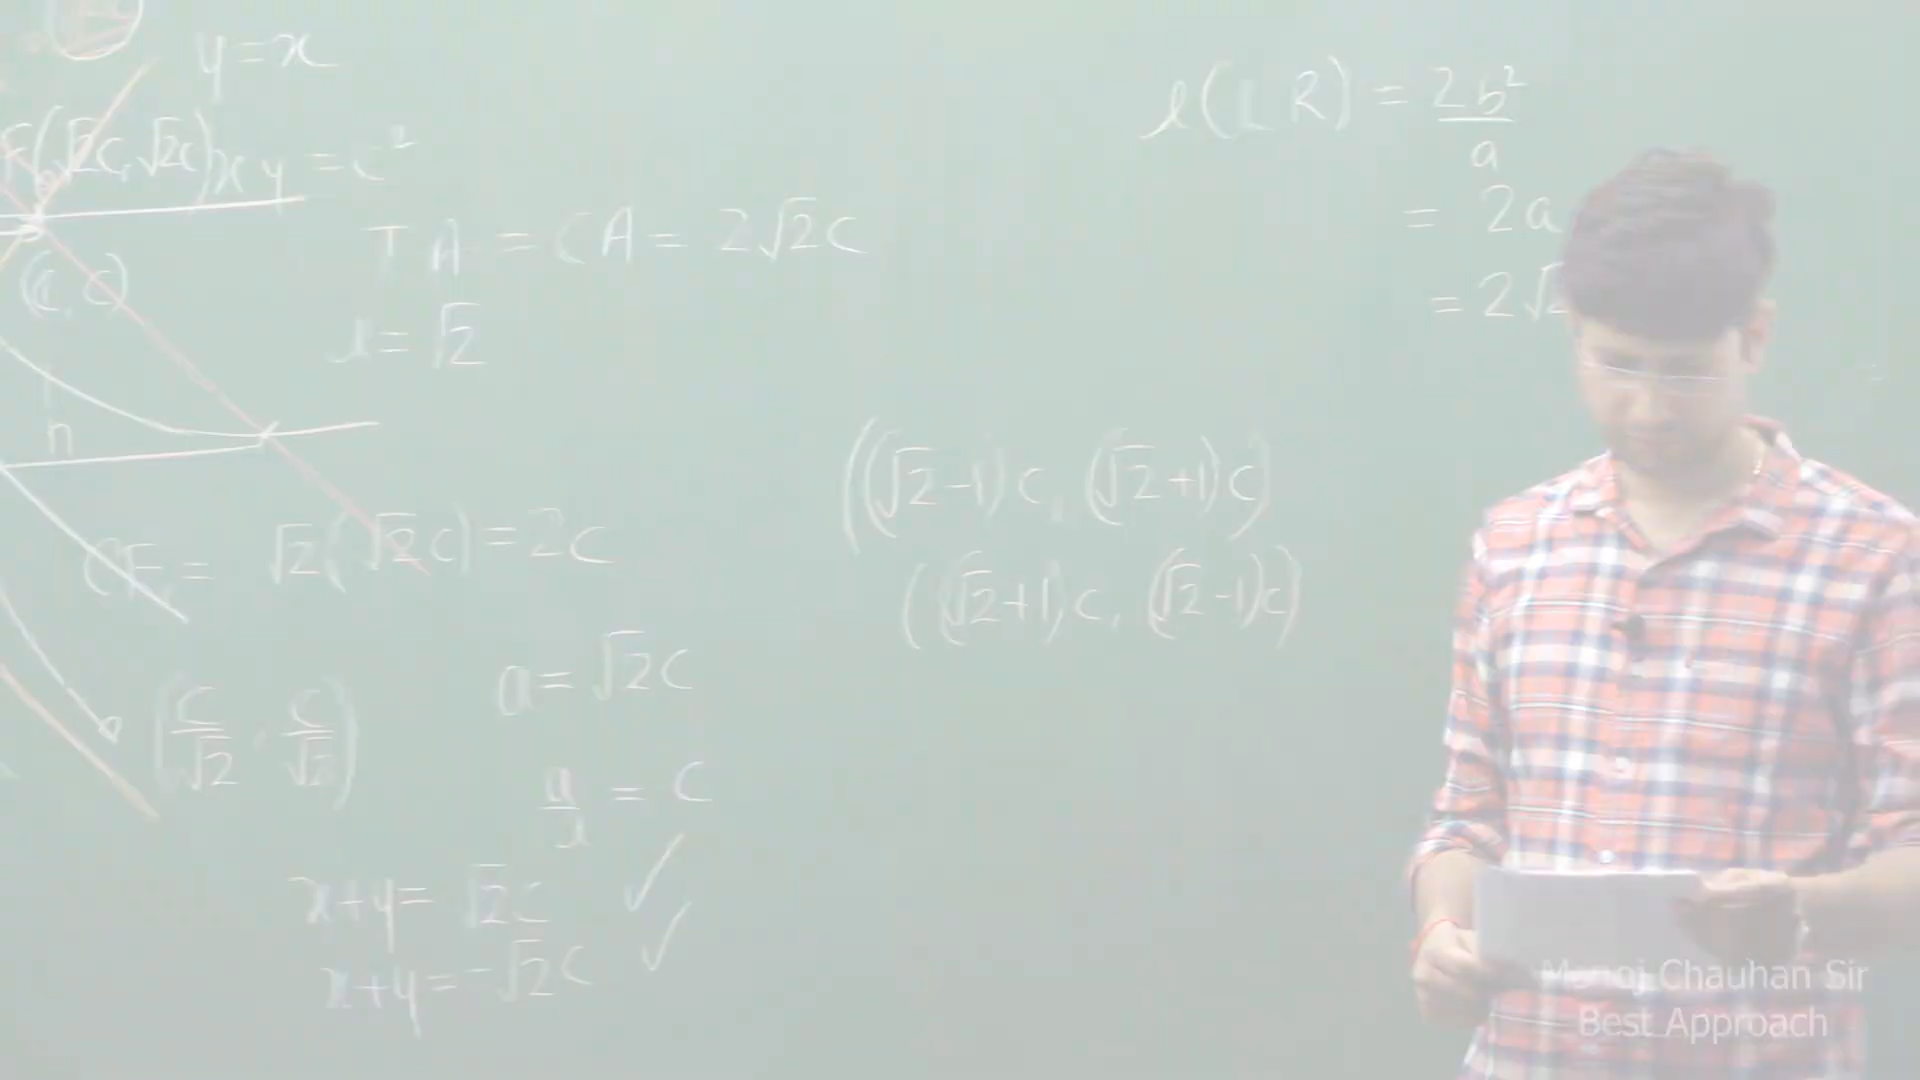 y = x
F(√2c, √2c) xy = c²
(c, c)
TA = CA = 2√2c
e = √2
n
CF = √2(√2c) = 2c
(c/√2, c/√2)
a = √2c
a/e = c
x+y = √2c ✓
x+y = -√2c ✓
l(LR) = 2b²/a
= 2a
= 2√2
((√2-1)c, (√2+1)c)
((√2+1)c, (√2-1)c)
Manoj Chauhan Sir
Best Approach